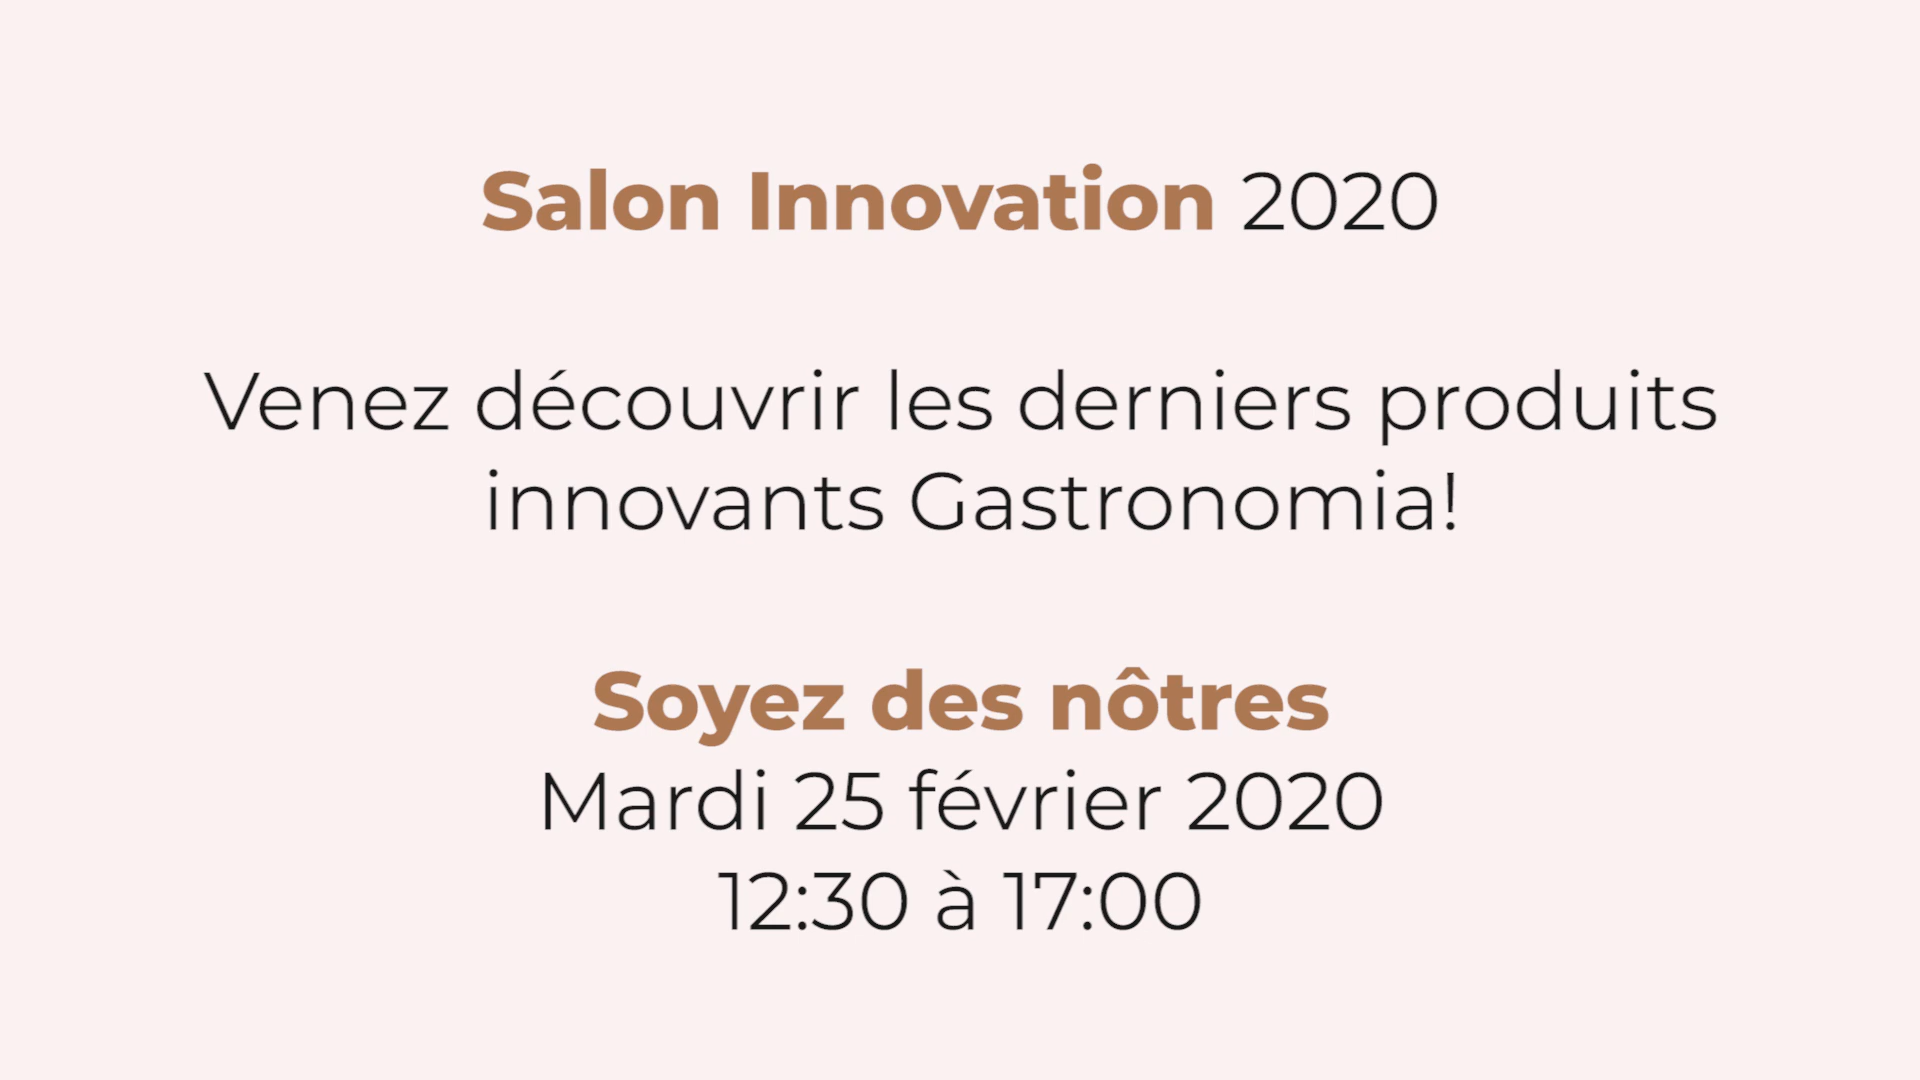 Salon Innovation 2020
Venez découvrir les derniers produits
innovants Gastronomia!
Soyez des nôtres
Mardi 25 février 2020
12:30 à 17:00